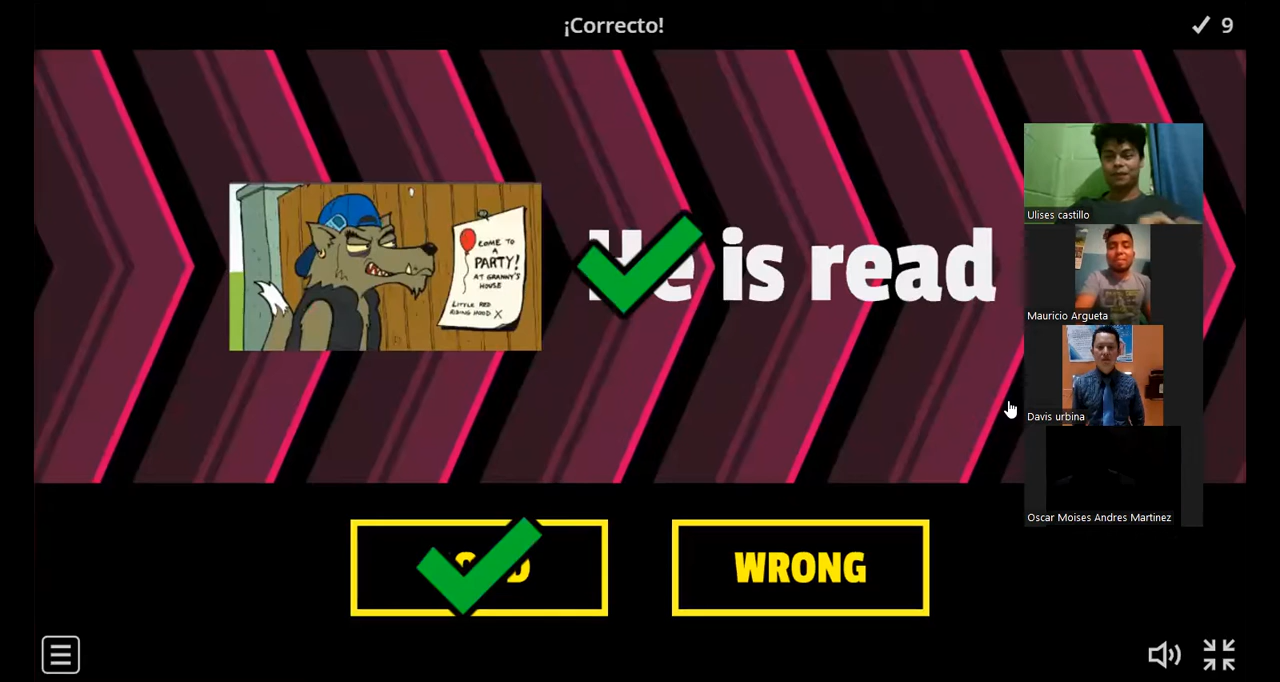 ¡Correcto!
9
COME TO
A
PARTY!
AT GRANNY'S
HOUSE
LITTLE RED
RIDING HOOD X
He is read
Ulises castillo
Mauricio Argueta
Davis urbina
Oscar Moises Andres Martinez
WRONG